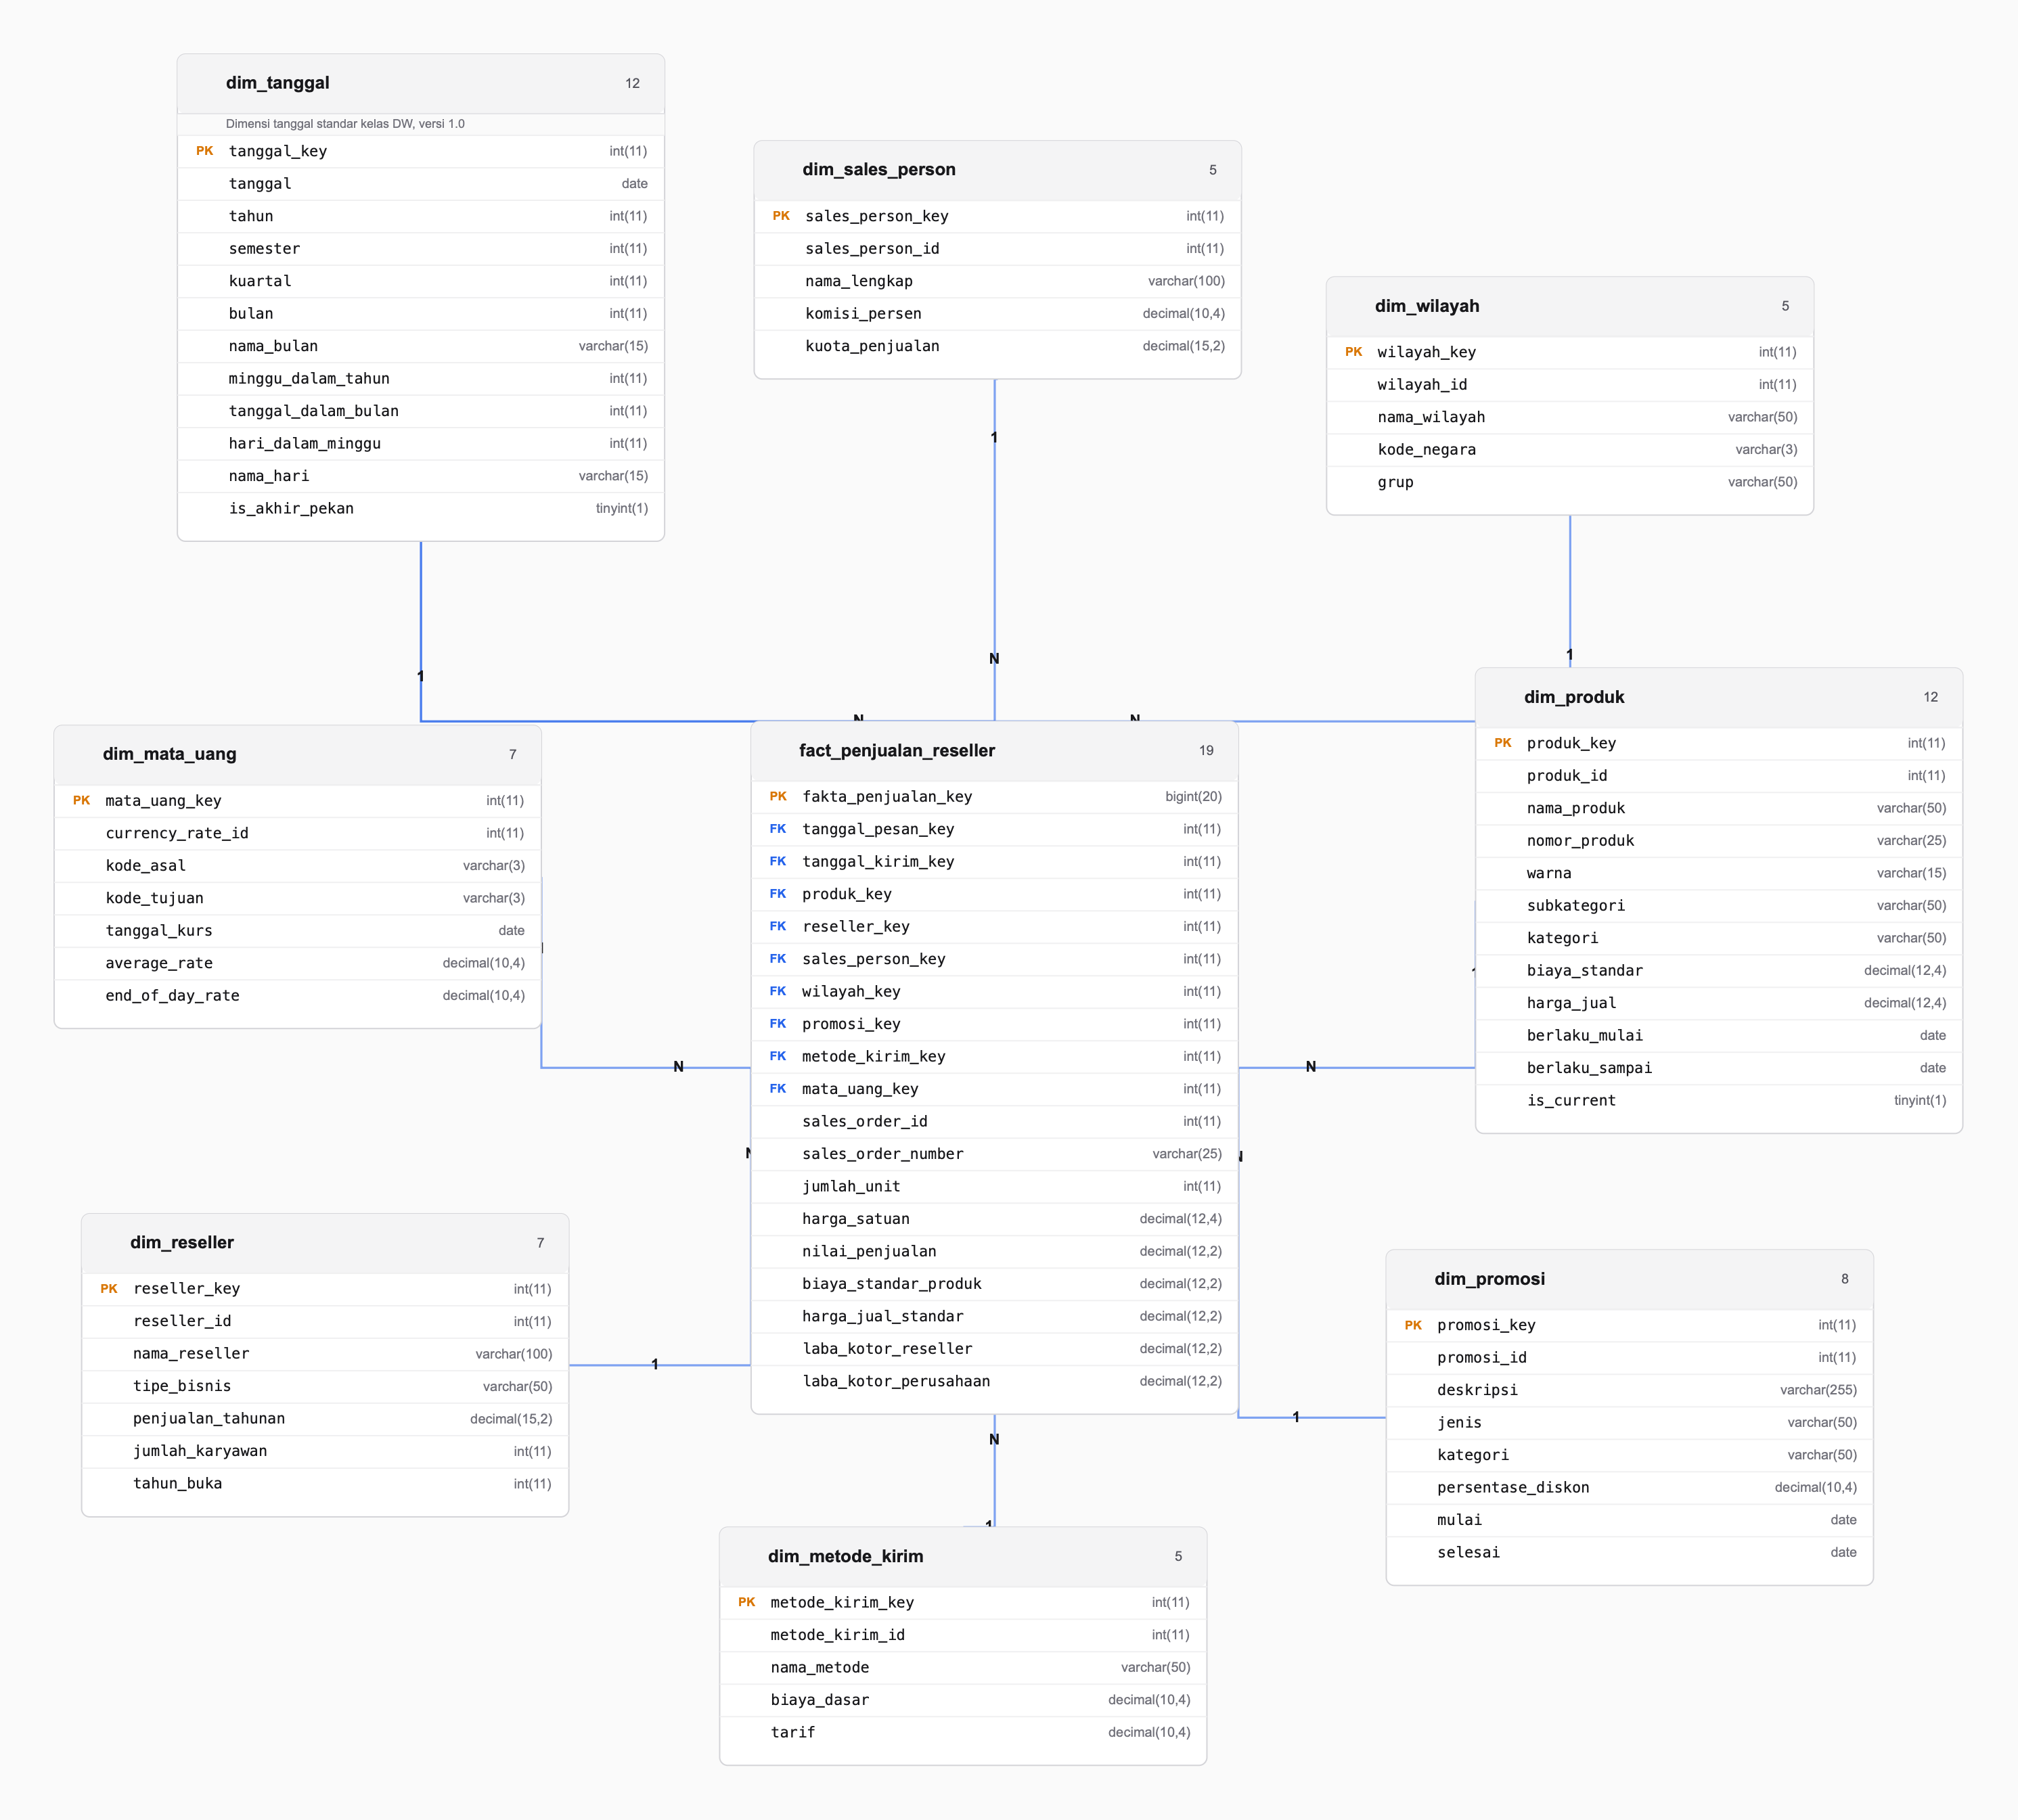 dim_tanggal 12
Dimensi tanggal standar kelas DW, versi 1.0
PK tanggal_key int(11)
tanggal date
tahun int(11)
semester int(11)
kuartal int(11)
bulan int(11)
nama_bulan varchar(15)
minggu_dalam_tahun int(11)
tanggal_dalam_bulan int(11)
hari_dalam_minggu int(11)
nama_hari varchar(15)
is_akhir_pekan tinyint(1)
dim_sales_person 5
PK sales_person_key int(11)
sales_person_id int(11)
nama_lengkap varchar(100)
komisi_persen decimal(10,4)
kuota_penjualan decimal(15,2)
dim_wilayah 5
PK wilayah_key int(11)
wilayah_id int(11)
nama_wilayah varchar(50)
kode_negara varchar(3)
grup varchar(50)
1
N
1
1
N
N
dim_mata_uang 7
PK mata_uang_key int(11)
currency_rate_id int(11)
kode_asal varchar(3)
kode_tujuan varchar(3)
tanggal_kurs date
average_rate decimal(10,4)
end_of_day_rate decimal(10,4)
fact_penjualan_reseller 19
PK fakta_penjualan_key bigint(20)
FK tanggal_pesan_key int(11)
FK tanggal_kirim_key int(11)
FK produk_key int(11)
FK reseller_key int(11)
FK sales_person_key int(11)
FK wilayah_key int(11)
FK promosi_key int(11)
FK metode_kirim_key int(11)
FK mata_uang_key int(11)
sales_order_id int(11)
sales_order_number varchar(25)
jumlah_unit int(11)
harga_satuan decimal(12,4)
nilai_penjualan decimal(12,2)
biaya_standar_produk decimal(12,2)
harga_jual_standar decimal(12,2)
laba_kotor_reseller decimal(12,2)
laba_kotor_perusahaan decimal(12,2)
dim_produk 12
PK produk_key int(11)
produk_id int(11)
nama_produk varchar(50)
nomor_produk varchar(25)
warna varchar(15)
subkategori varchar(50)
kategori varchar(50)
biaya_standar decimal(12,4)
harga_jual decimal(12,4)
berlaku_mulai date
berlaku_sampai date
is_current tinyint(1)
N
N
N
dim_reseller 7
PK reseller_key int(11)
reseller_id int(11)
nama_reseller varchar(100)
tipe_bisnis varchar(50)
penjualan_tahunan decimal(15,2)
jumlah_karyawan int(11)
tahun_buka int(11)
1
dim_promosi 8
PK promosi_key int(11)
promosi_id int(11)
deskripsi varchar(255)
jenis varchar(50)
kategori varchar(50)
persentase_diskon decimal(10,4)
mulai date
selesai date
1
N
1
dim_metode_kirim 5
PK metode_kirim_key int(11)
metode_kirim_id int(11)
nama_metode varchar(50)
biaya_dasar decimal(10,4)
tarif decimal(10,4)